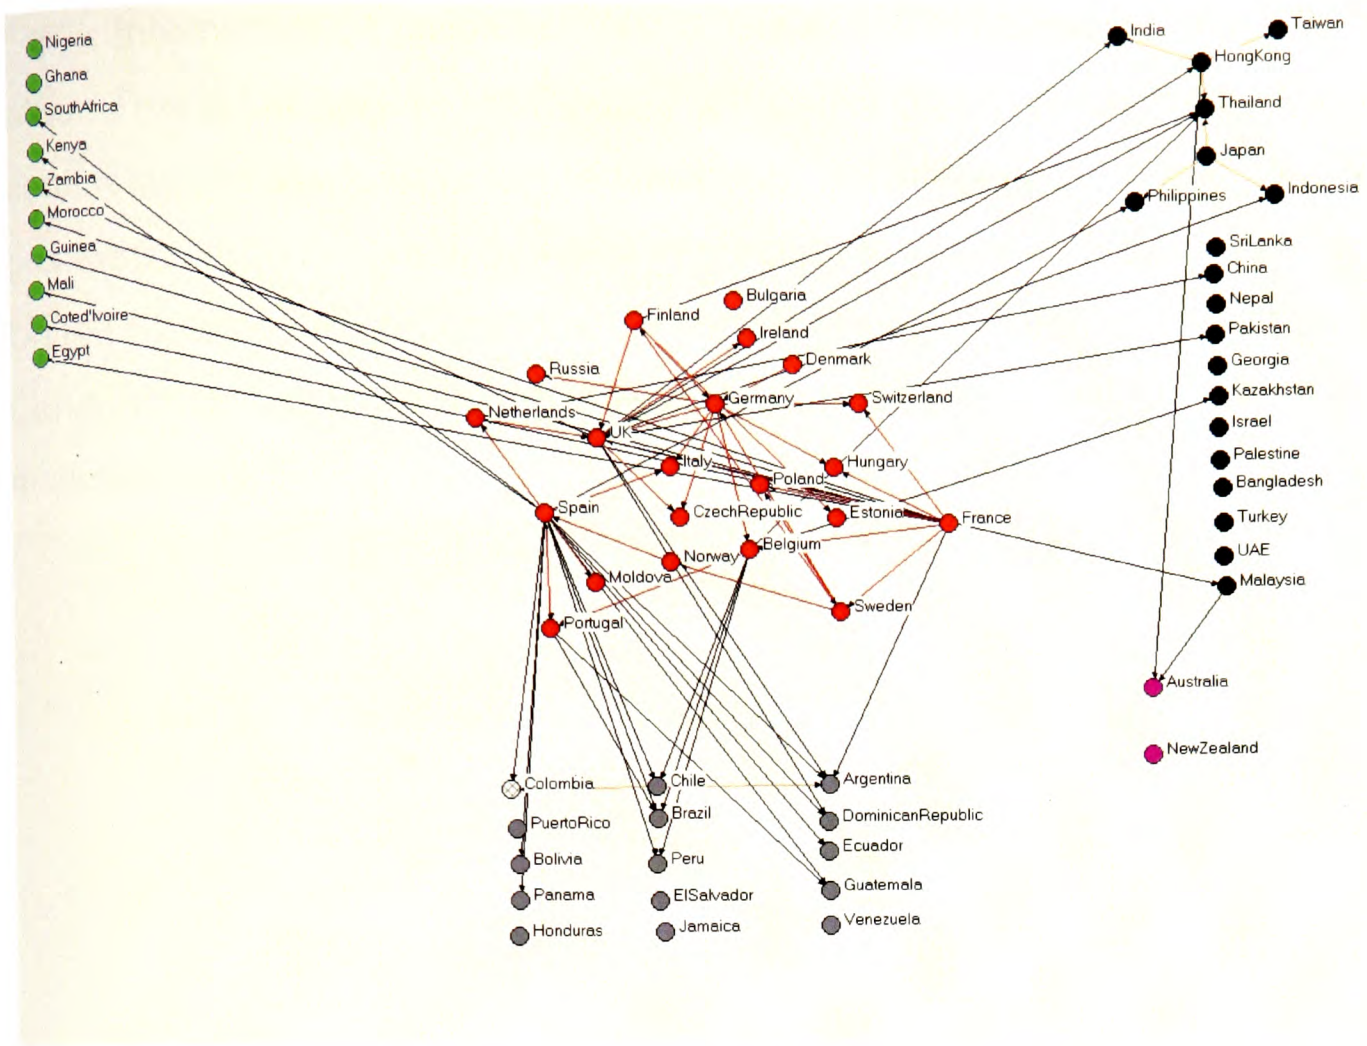 Nigeria
Ghana
SouthAfrica
Kenya
Zambia
Morocco
Guinea
Mali
Coted'Ivoire
Egypt
India
Taiwan
HongKong
Thailand
Japan
Philippines
Indonesia
SriLanka
China
Nepal
Pakistan
Georgia
Kazakhstan
Israel
Palestine
Bangladesh
Turkey
UAE
Malaysia
Australia
NewZealand
Bulgaria
Finland
Ireland
Denmark
Russia
Germany
Switzerland
Netherlands
UK
Italy
Hungary
Poland
Spain
CzechRepublic
Estonia
France
Belgium
Norway
Moldova
Sweden
Portugal
Colombia
Chile
Argentina
PuertoRico
Brazil
DominicanRepublic
Bolivia
Peru
Ecuador
Panama
ElSalvador
Guatemala
Honduras
Jamaica
Venezuela